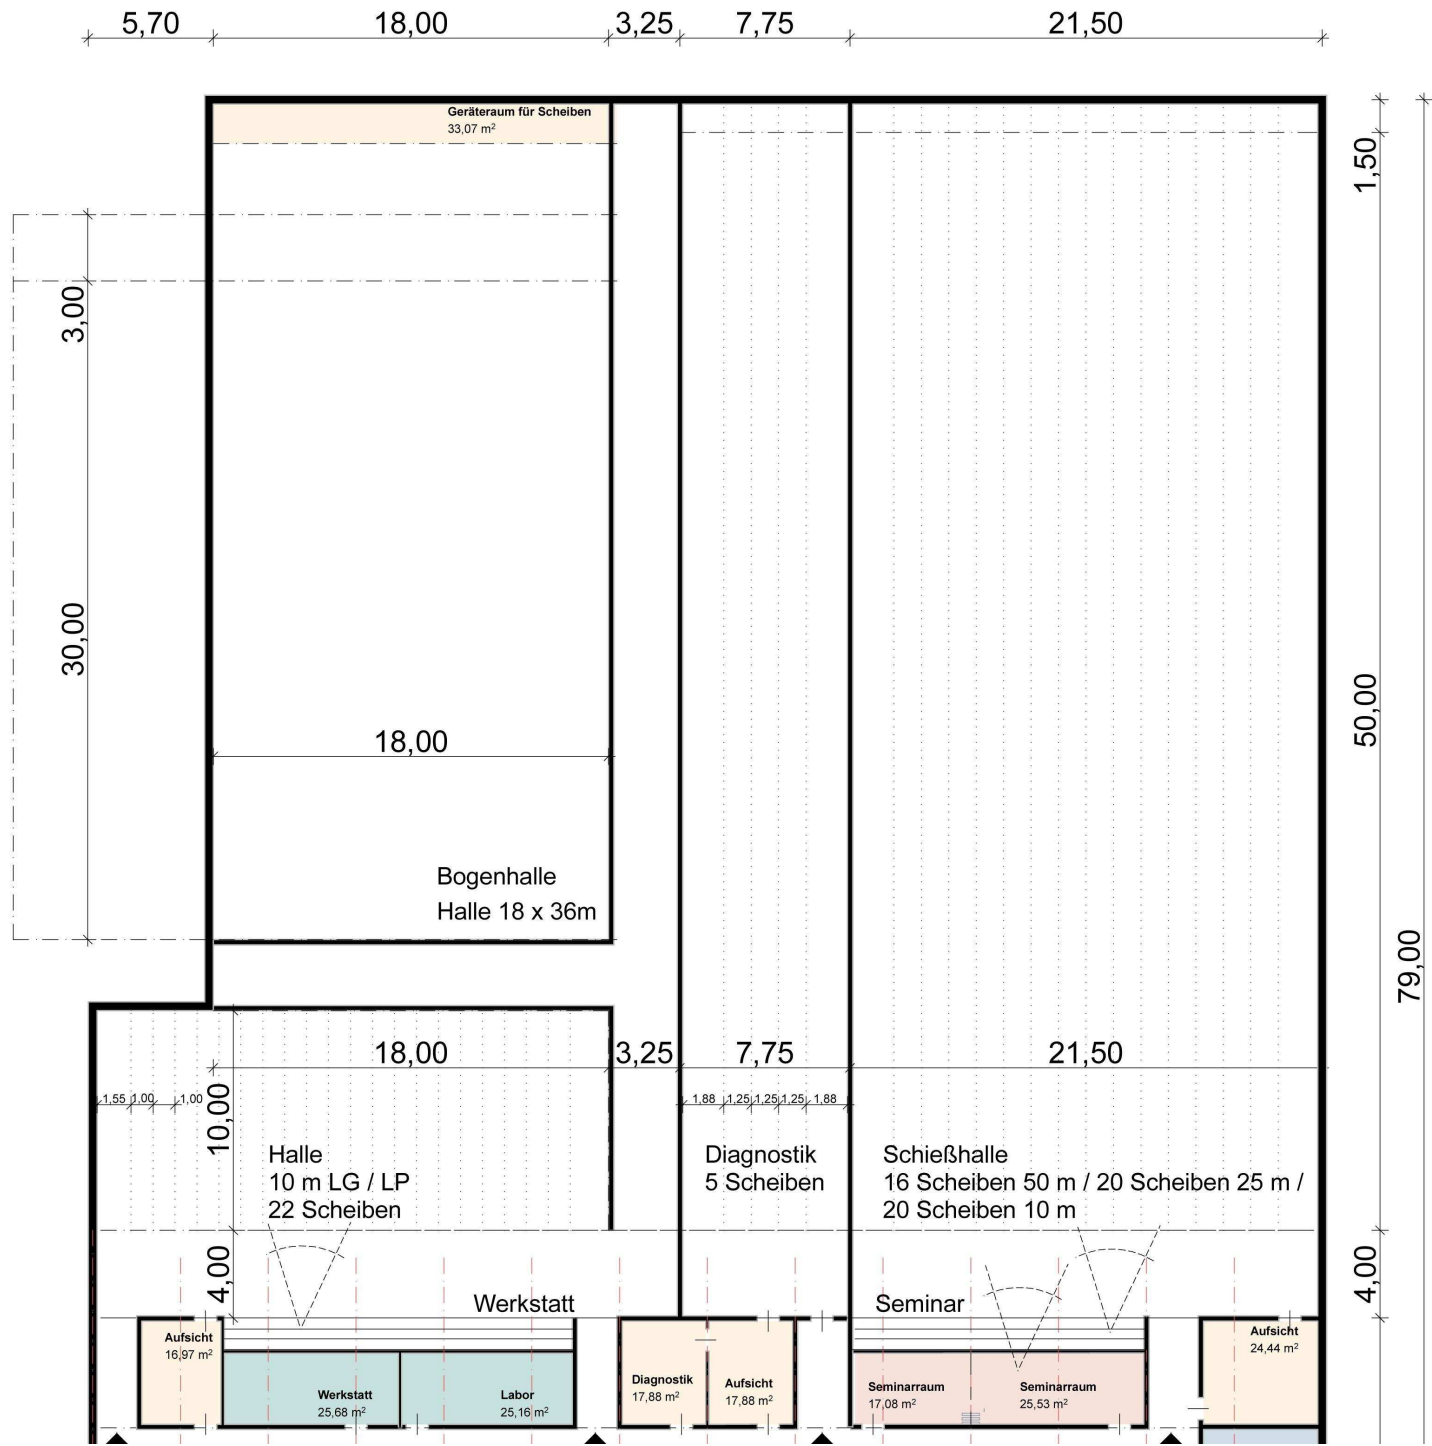 5,70
18,00
3,25
7,75
21,50
Geräteraum für Scheiben
33,07 m²
1,50
3,00
30,00
50,00
18,00
Bogenhalle
Halle 18 x 36m
79,00
18,00
3,25
7,75
21,50
1,55
1,00
1,00
10,00
1,88
1,25
1,25
1,25
1,88
Halle
10 m LG / LP
22 Scheiben
Diagnostik
5 Scheiben
Schießhalle
16 Scheiben 50 m / 20 Scheiben 25 m /
20 Scheiben 10 m
4,00
4,00
Werkstatt
Seminar
Aufsicht
16,97 m²
Werkstatt
25,68 m²
Labor
25,16 m²
Diagnostik
17,88 m²
Aufsicht
17,88 m²
Seminarraum
17,08 m²
Seminarraum
25,53 m²
Aufsicht
24,44 m²